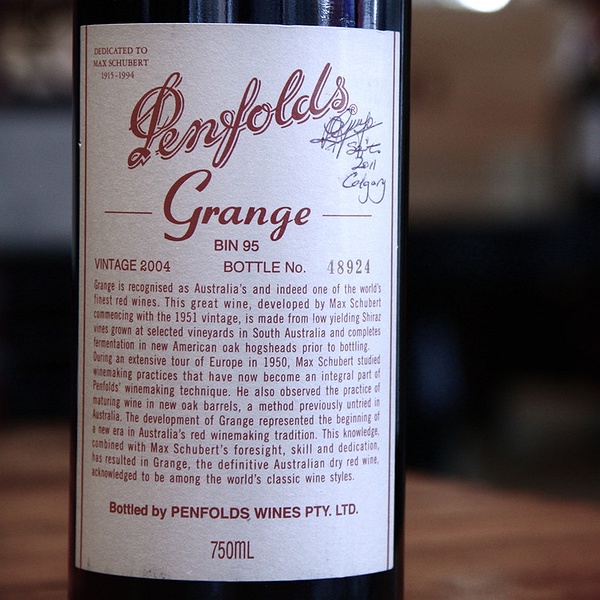 DEDICATED TO
MAX SCHUBERT
1915-1994
Penfolds
Sept.
2011
Calgary
Grange
BIN 95
VINTAGE 2004 BOTTLE No. 48924
Grange is recognised as Australia's and indeed one of the world's
finest red wines. This great wine, developed by Max Schubert
commencing with the 1951 vintage, is made from low yielding Shiraz
vines grown at selected vineyards in South Australia and completes
fermentation in new American oak hogsheads prior to bottling.
During an extensive tour of Europe in 1950, Max Schubert studied
winemaking practices that have now become an integral part of
Penfolds' winemaking technique. He also observed the practice of
maturing wine in new oak barrels, a method previously untried in
Australia. The development of Grange represented the beginning of
a new era in Australia's red winemaking tradition. This knowledge,
combined with Max Schubert's foresight, skill and dedication,
has resulted in Grange, the definitive Australian dry red wine,
acknowledged to be among the world's classic wine styles.
Bottled by PENFOLDS WINES PTY. LTD.
750ML